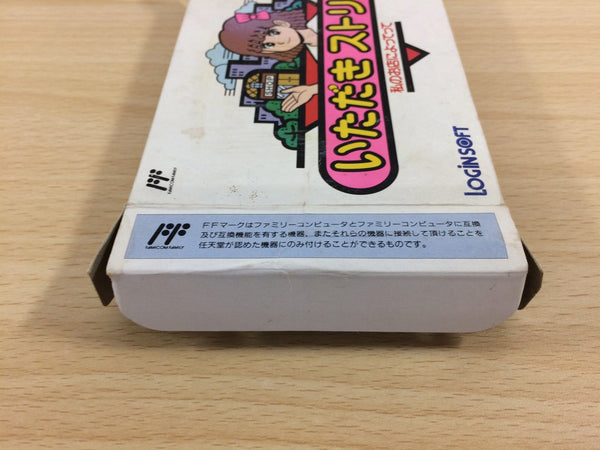 いただきストリ
私のお店によってって
SHOP
FAMICOM FAMILY
LOGiN SOFT
FAMICOM FAMILY
FFマークはファミリーコンピュータとファミリーコンピュータに互換
及び互換機能を有する機器、またそれらの機器に接続して頂けることを
任天堂が認めた機器にのみ付けることができるものです。